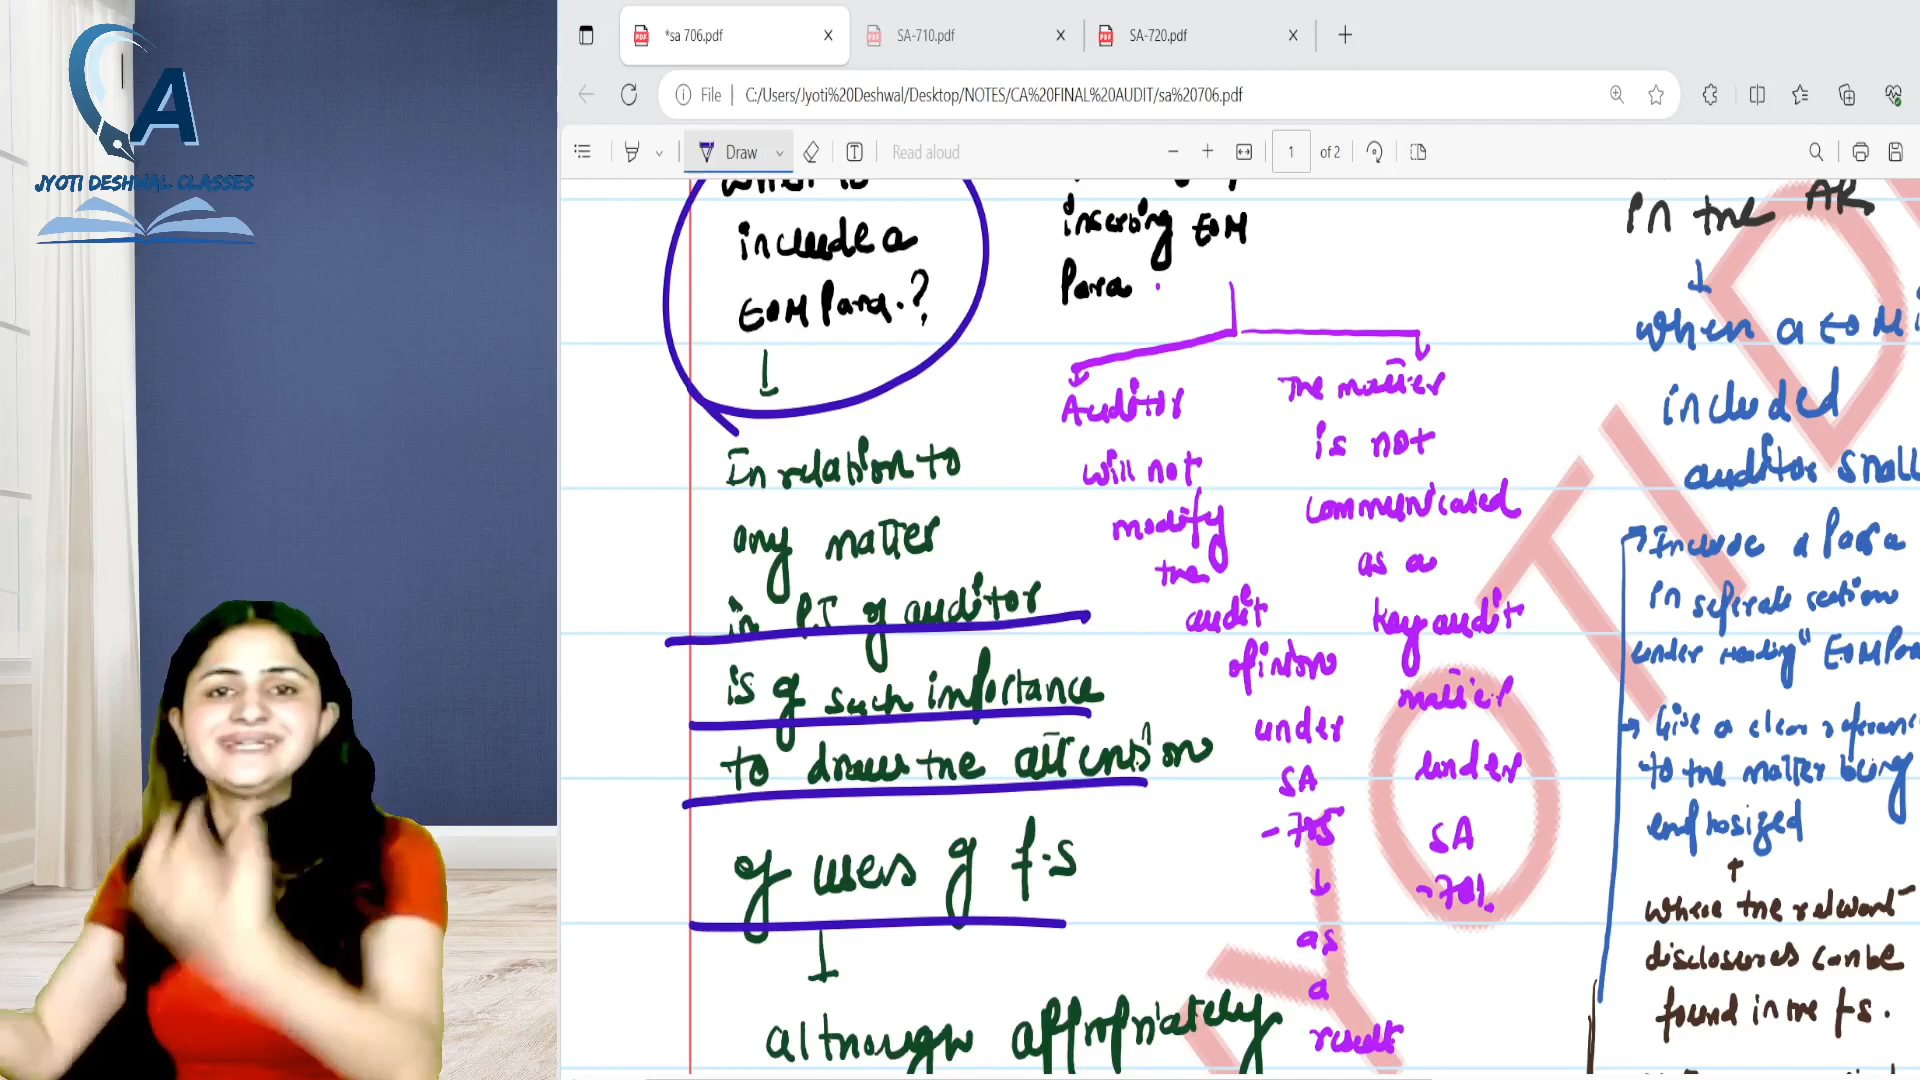 A
JYOTI DESHWAL CLASSES
*sa 706.pdf
SA-710.pdf
SA-720.pdf
File
C:/Users/Jyoti%20Deshwal/Desktop/NOTES/CA%20FINAL%20AUDIT/sa%20706.pdf
Draw
Read aloud
1
of 2
include a
EOM Para.?
In relation to
any matter
in P.J of auditor
is of such importance
to draw the attension
of users of f.s
although appropriately
inserting EOM
Para
Auditor
will not
modify
the
audit
opinion
under
SA
-705
as
a
result
The matter
is not
communicated
as a
key audit
matter
under
SA
-701.
in the AR
when a EOM
included
auditor shall
Include a Para
in seperate section
under heading "EOM Para
Give a clear referenc
to the matter being
emphasized
where the relevant
disclosures can be
found in the f.s.
JYOTI D